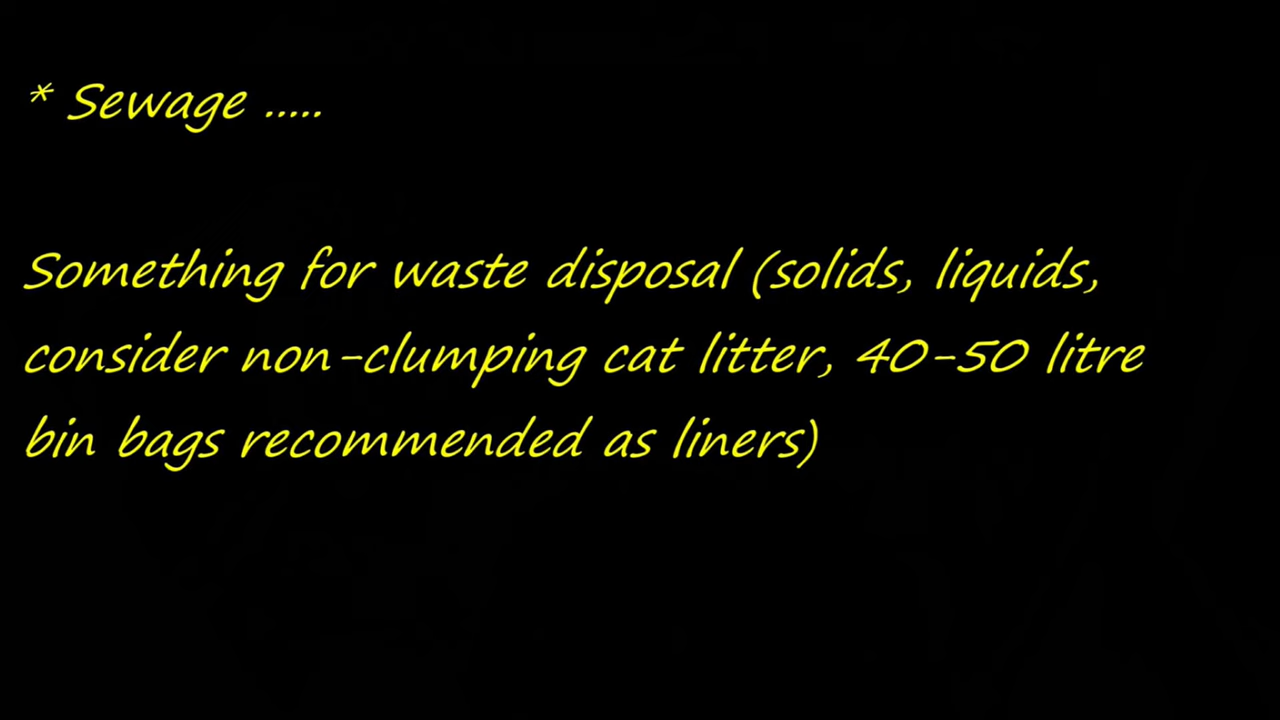 * Sewage .....
Something for waste disposal (solids, liquids,
consider non-clumping cat litter, 40-50 litre
bin bags recommended as liners)